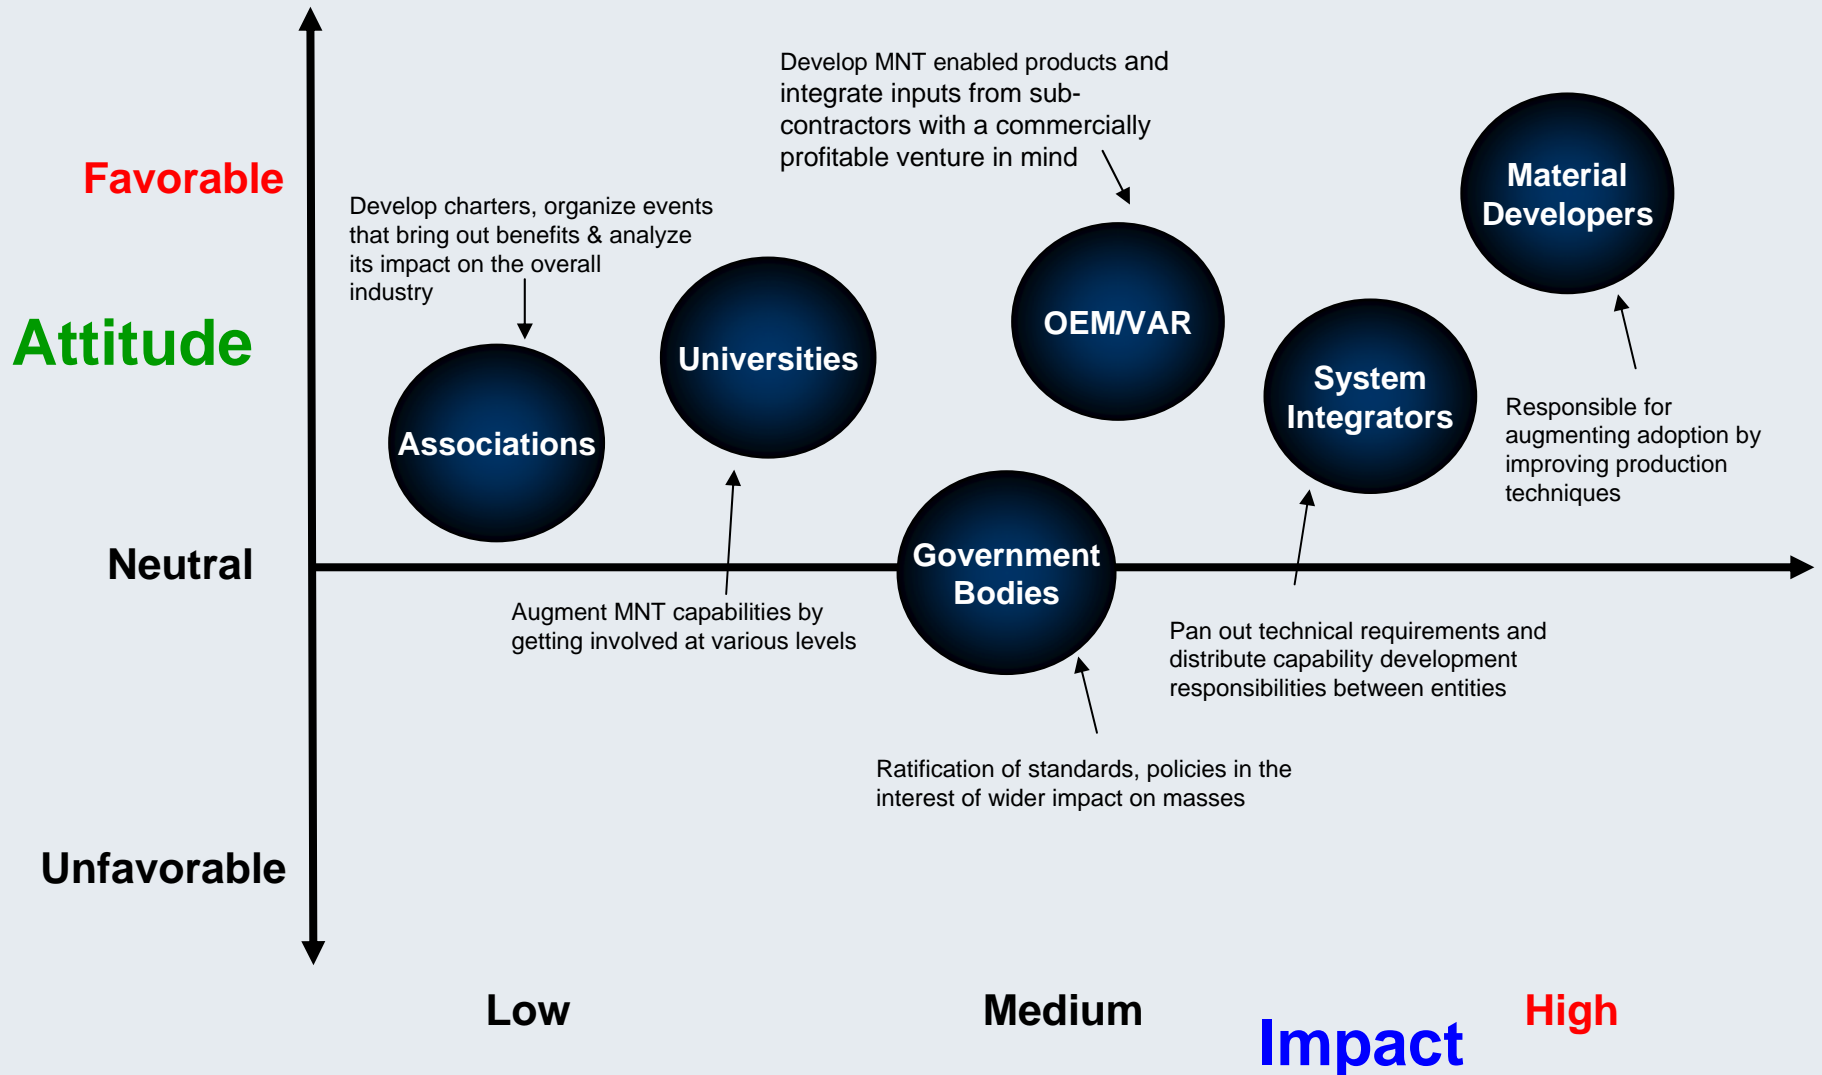 Develop MNT enabled products and
integrate inputs from sub-
contractors with a commercially
profitable venture in mind
Favorable
Material
Developers
Develop charters, organize events
that bring out benefits & analyze
its impact on the overall
industry
Attitude
Universities
OEM/VAR
System
Integrators
Associations
Responsible for
augmenting adoption by
improving production
techniques
Neutral
Government
Bodies
Augment MNT capabilities by
getting involved at various levels
Pan out technical requirements and
distribute capability development
responsibilities between entities
Ratification of standards, policies in the
interest of wider impact on masses
Unfavorable
Low
Medium
High
Impact